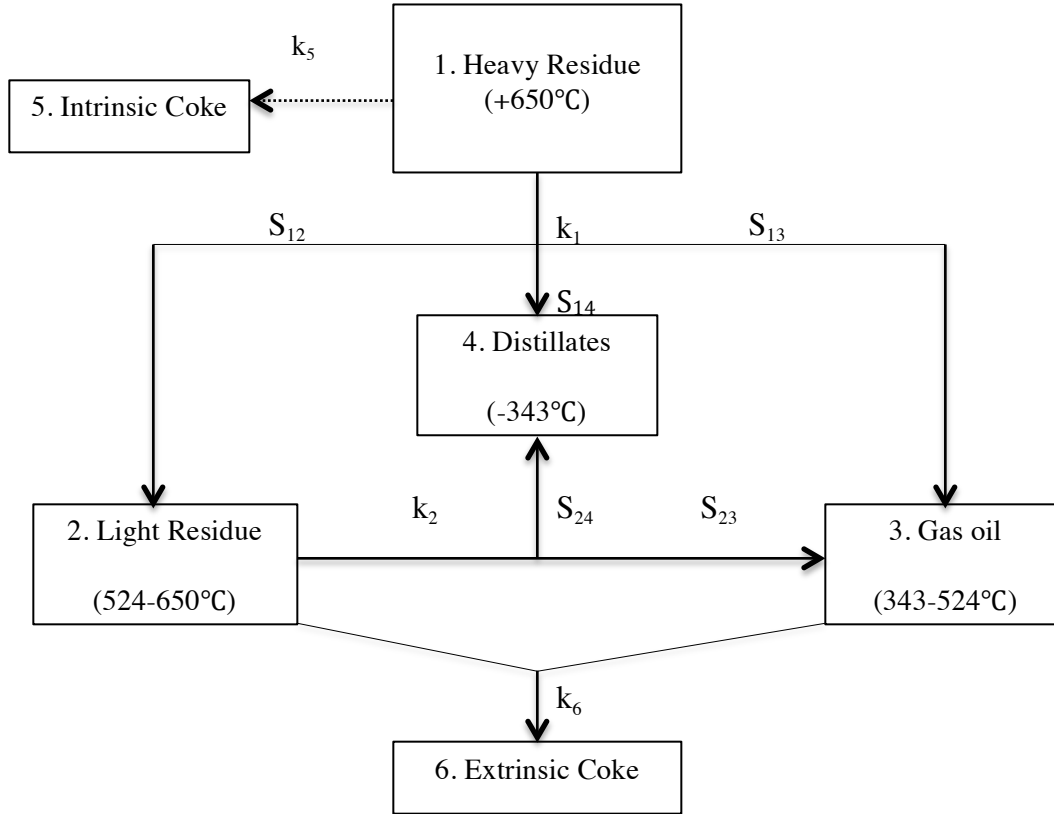 k₅
1. Heavy Residue
(+650℃)
5. Intrinsic Coke
S₁₂
k₁
S₁₃
S₁₄
4. Distillates
(-343℃)
k₂
S₂₄
S₂₃
2. Light Residue
(524-650℃)
3. Gas oil
(343-524℃)
k₆
6. Extrinsic Coke